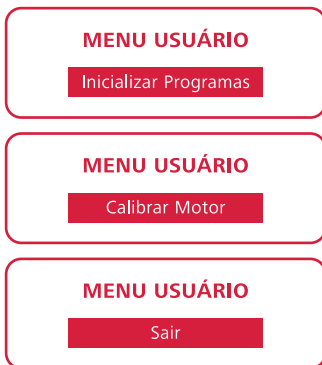 MENU USUÁRIO
Inicializar Programas
MENU USUÁRIO
Calibrar Motor
MENU USUÁRIO
Sair